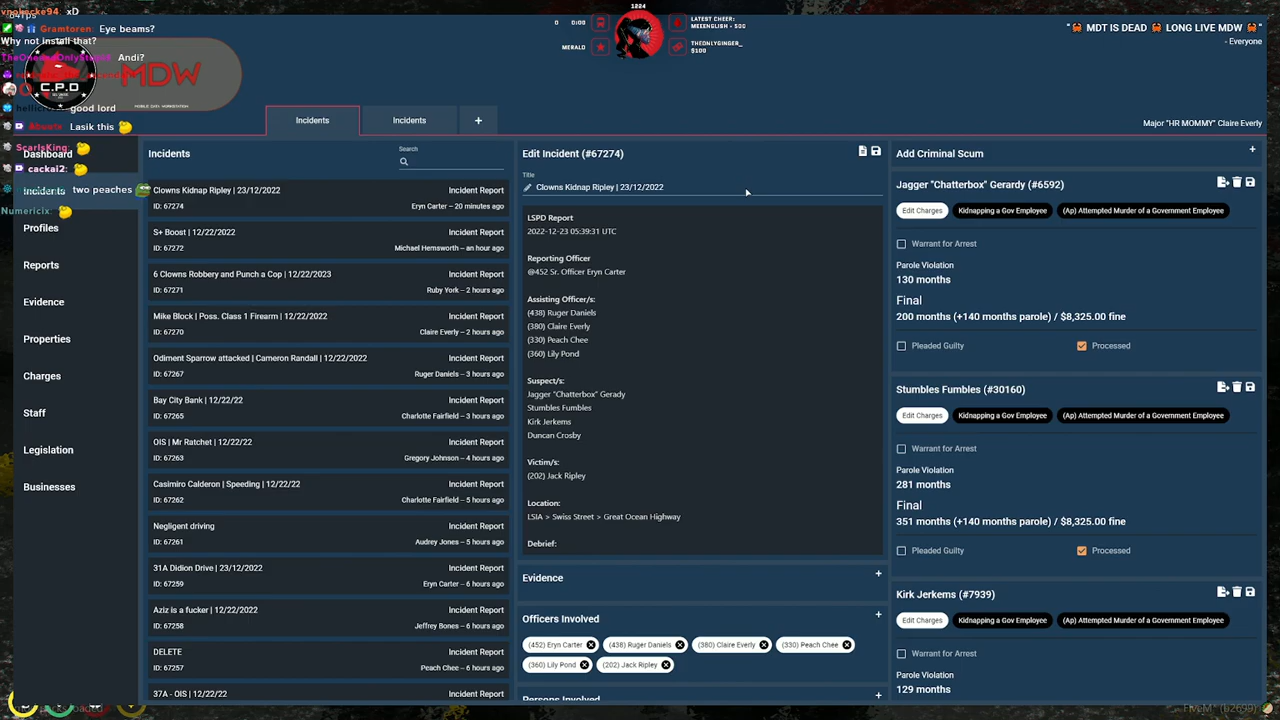 vnokecke94: xD
Gramtoren: Eye beams?
Why not install that?
Andi?
good lord
Lasik this
ScarIsKing:
cackai2:
two peaches
Numericix:
C.P.D
MDW
MOBILE DATA WORKSTATION
0
0:00
MERALD
1224
LATEST CHEER:
MEEENGLISH - 500
THEONLYGINGER_
$100
" MDT IS DEAD LONG LIVE MDW "
- Everyone
Incidents
Incidents
+
Major "HR MOMMY" Claire Everly
Dashboard
Incidents
Profiles
Reports
Evidence
Properties
Charges
Staff
Legislation
Businesses
Incidents
Search
Clowns Kidnap Ripley | 23/12/2022 Incident Report
ID: 67274 Eryn Carter – 20 minutes ago
S+ Boost | 12/22/2022 Incident Report
ID: 67272 Michael Hemsworth – an hour ago
6 Clowns Robbery and Punch a Cop | 12/22/2023 Incident Report
ID: 67271 Ruby York – 2 hours ago
Mike Block | Poss. Class 1 Firearm | 12/22/2022 Incident Report
ID: 67270 Claire Everly – 2 hours ago
Odiment Sparrow attacked | Cameron Randall | 12/22/2022 Incident Report
ID: 67267 Ruger Daniels – 3 hours ago
Bay City Bank | 12/22/22 Incident Report
ID: 67265 Charlotte Fairfield – 3 hours ago
OIS | Mr Ratchet | 12/22/22 Incident Report
ID: 67263 Gregory Johnson – 4 hours ago
Casimiro Calderon | Speeding | 12/22/22 Incident Report
ID: 67262 Charlotte Fairfield – 5 hours ago
Negligent driving Incident Report
ID: 67261 Audrey Jones – 5 hours ago
31A Didion Drive | 23/12/2022 Incident Report
ID: 67259 Eryn Carter – 6 hours ago
Aziz is a fucker | 12/22/2022 Incident Report
ID: 67258 Jeffrey Bones – 6 hours ago
DELETE Incident Report
ID: 67257 Peach Chee – 6 hours ago
37A - OIS | 12/22/22 Incident Report
Edit Incident (#67274)
Title
Clowns Kidnap Ripley | 23/12/2022
LSPD Report
2022-12-23 05:39:31 UTC
Reporting Officer
@452 Sr. Officer Eryn Carter
Assisting Officer/s:
(438) Ruger Daniels
(380) Claire Everly
(330) Peach Chee
(360) Lily Pond
Suspect/s:
Jagger "Chatterbox" Gerady
Stumbles Fumbles
Kirk Jerkems
Duncan Crosby
Victim/s:
(202) Jack Ripley
Location:
LSIA > Swiss Street > Great Ocean Highway
Debrief:
Evidence +
Officers Involved +
(452) Eryn Carter (438) Ruger Daniels (380) Claire Everly (330) Peach Chee
(360) Lily Pond (202) Jack Ripley
Persons Involved +
Add Criminal Scum +
Jagger "Chatterbox" Gerardy (#6592)
Edit Charges Kidnapping a Gov Employee (Ap) Attempted Murder of a Government Employee
Warrant for Arrest
Parole Violation
130 months
Final
200 months (+140 months parole) / $8,325.00 fine
Pleaded Guilty Processed
Stumbles Fumbles (#30160)
Edit Charges Kidnapping a Gov Employee (Ap) Attempted Murder of a Government Employee
Warrant for Arrest
Parole Violation
281 months
Final
351 months (+140 months parole) / $8,325.00 fine
Pleaded Guilty Processed
Kirk Jerkems (#7939)
Edit Charges Kidnapping a Gov Employee (Ap) Attempted Murder of a Government Employee
Warrant for Arrest
Parole Violation
129 months